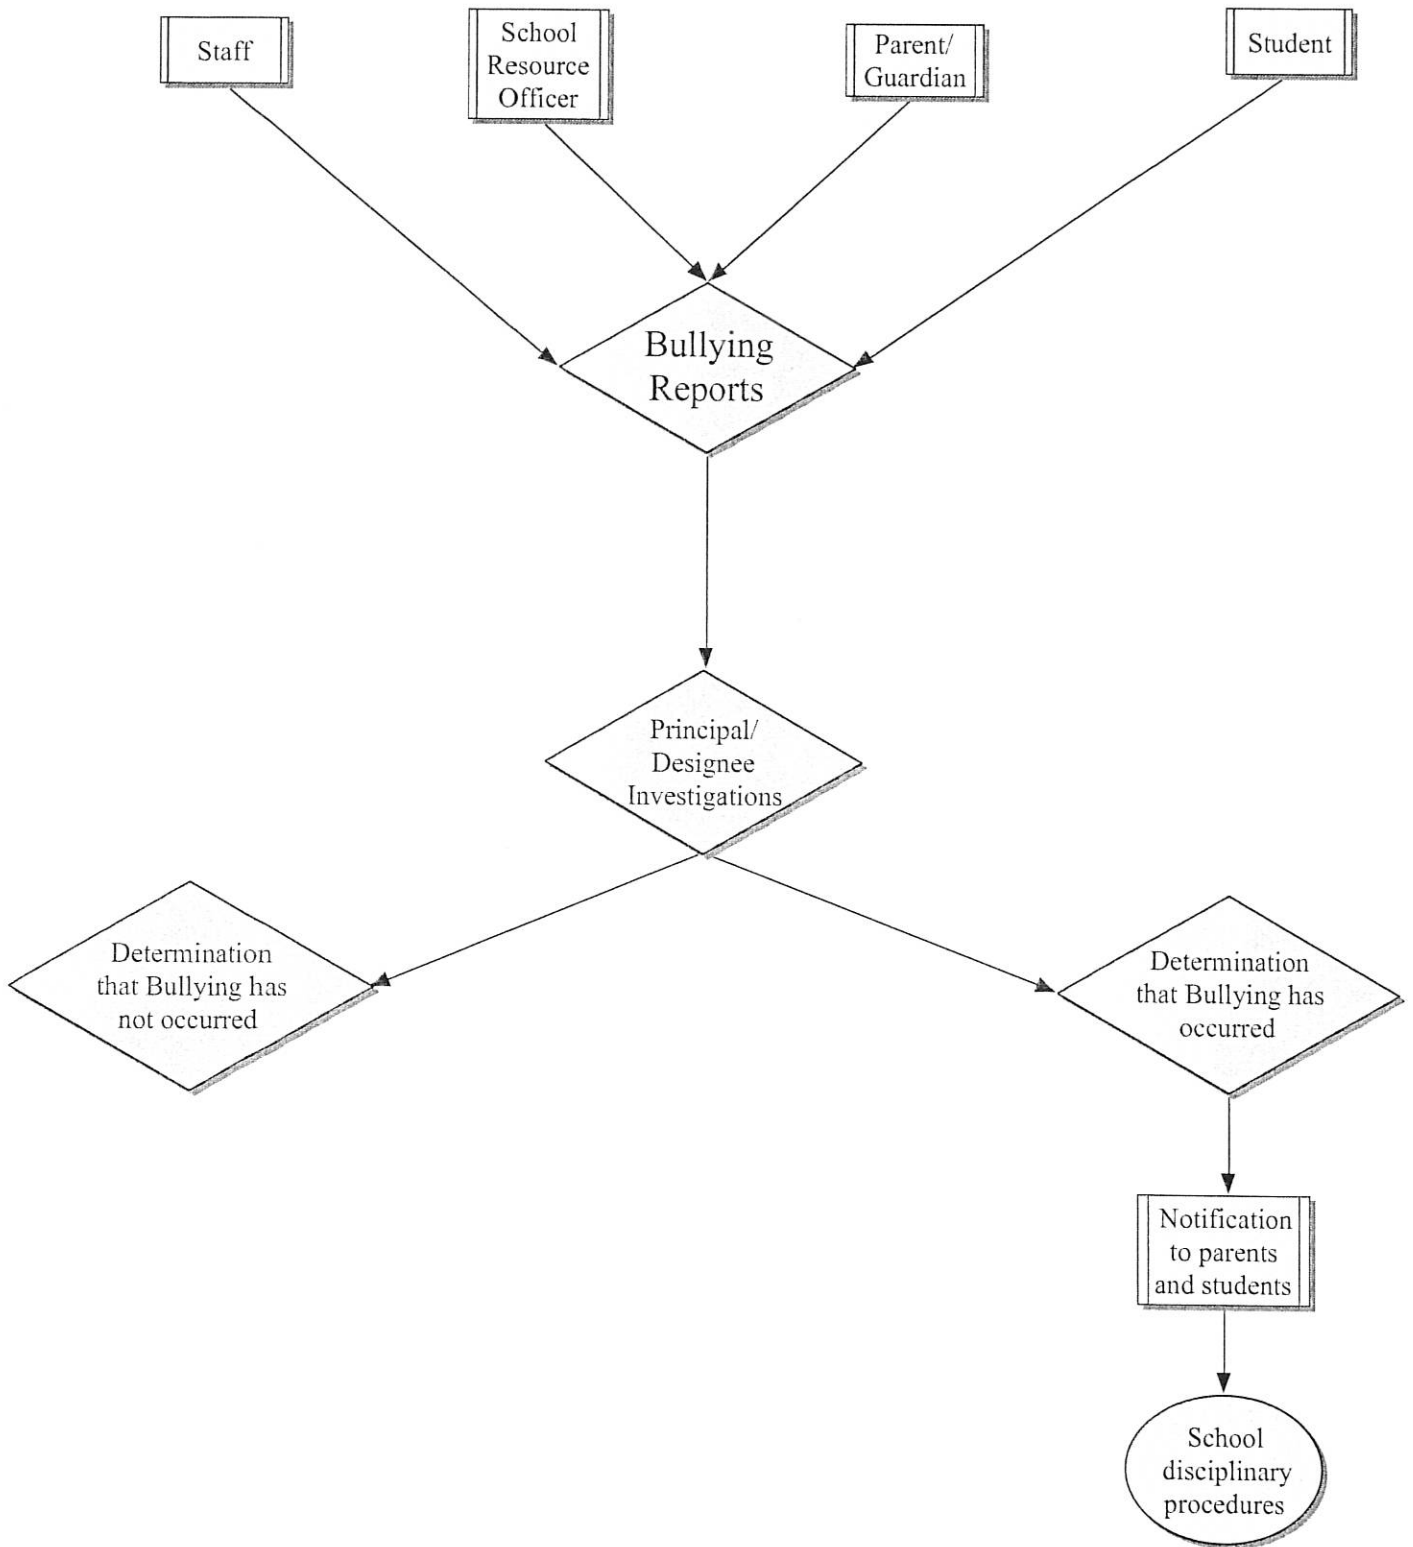 Staff
School
Resource
Officer
Parent/
Guardian
Student
Bullying
Reports
Principal/
Designee
Investigations
Determination
that Bullying has
not occurred
Determination
that Bullying has
occurred
Notification
to parents
and students
School
disciplinary
procedures